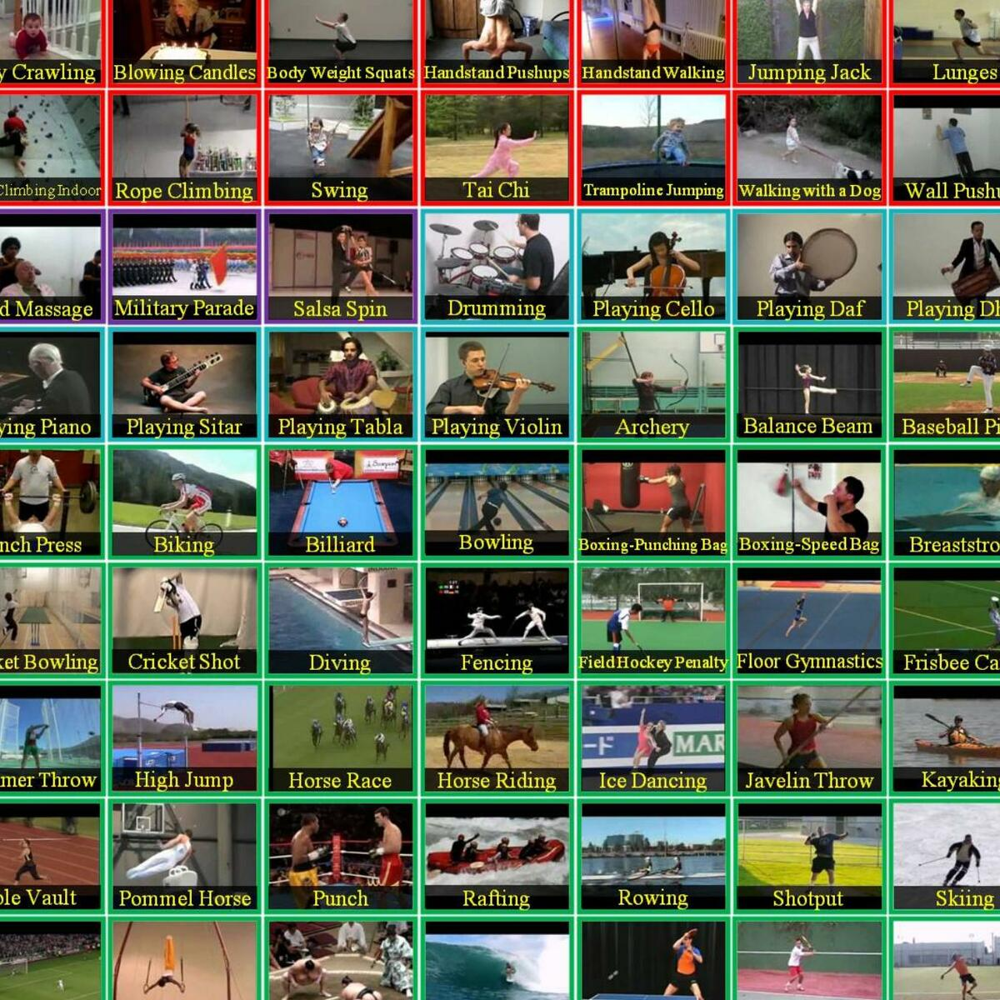 y Crawling
Blowing Candles
Body Weight Squats
Handstand Pushups
Handstand Walking
Jumping Jack
Lunges
Climbing Indoor
Rope Climbing
Swing
Tai Chi
Trampoline Jumping
Walking with a Dog
Wall Pushu
d Massage
Military Parade
Salsa Spin
Drumming
Playing Cello
Playing Daf
Playing Dh
ying Piano
Playing Sitar
Playing Tabla
Playing Violin
Archery
Balance Beam
Baseball Pi
nch Press
Biking
Billiard
Bowling
Boxing-Punching Bag
Boxing-Speed Bag
Breaststro
ket Bowling
Cricket Shot
Diving
Fencing
Field Hockey Penalty
Floor Gymnastics
Frisbee Ca
mer Throw
High Jump
Horse Race
Horse Riding
ード
MAR
Ice Dancing
Javelin Throw
Kayaking
ole Vault
Pommel Horse
Punch
Rafting
Rowing
Shotput
Skiing